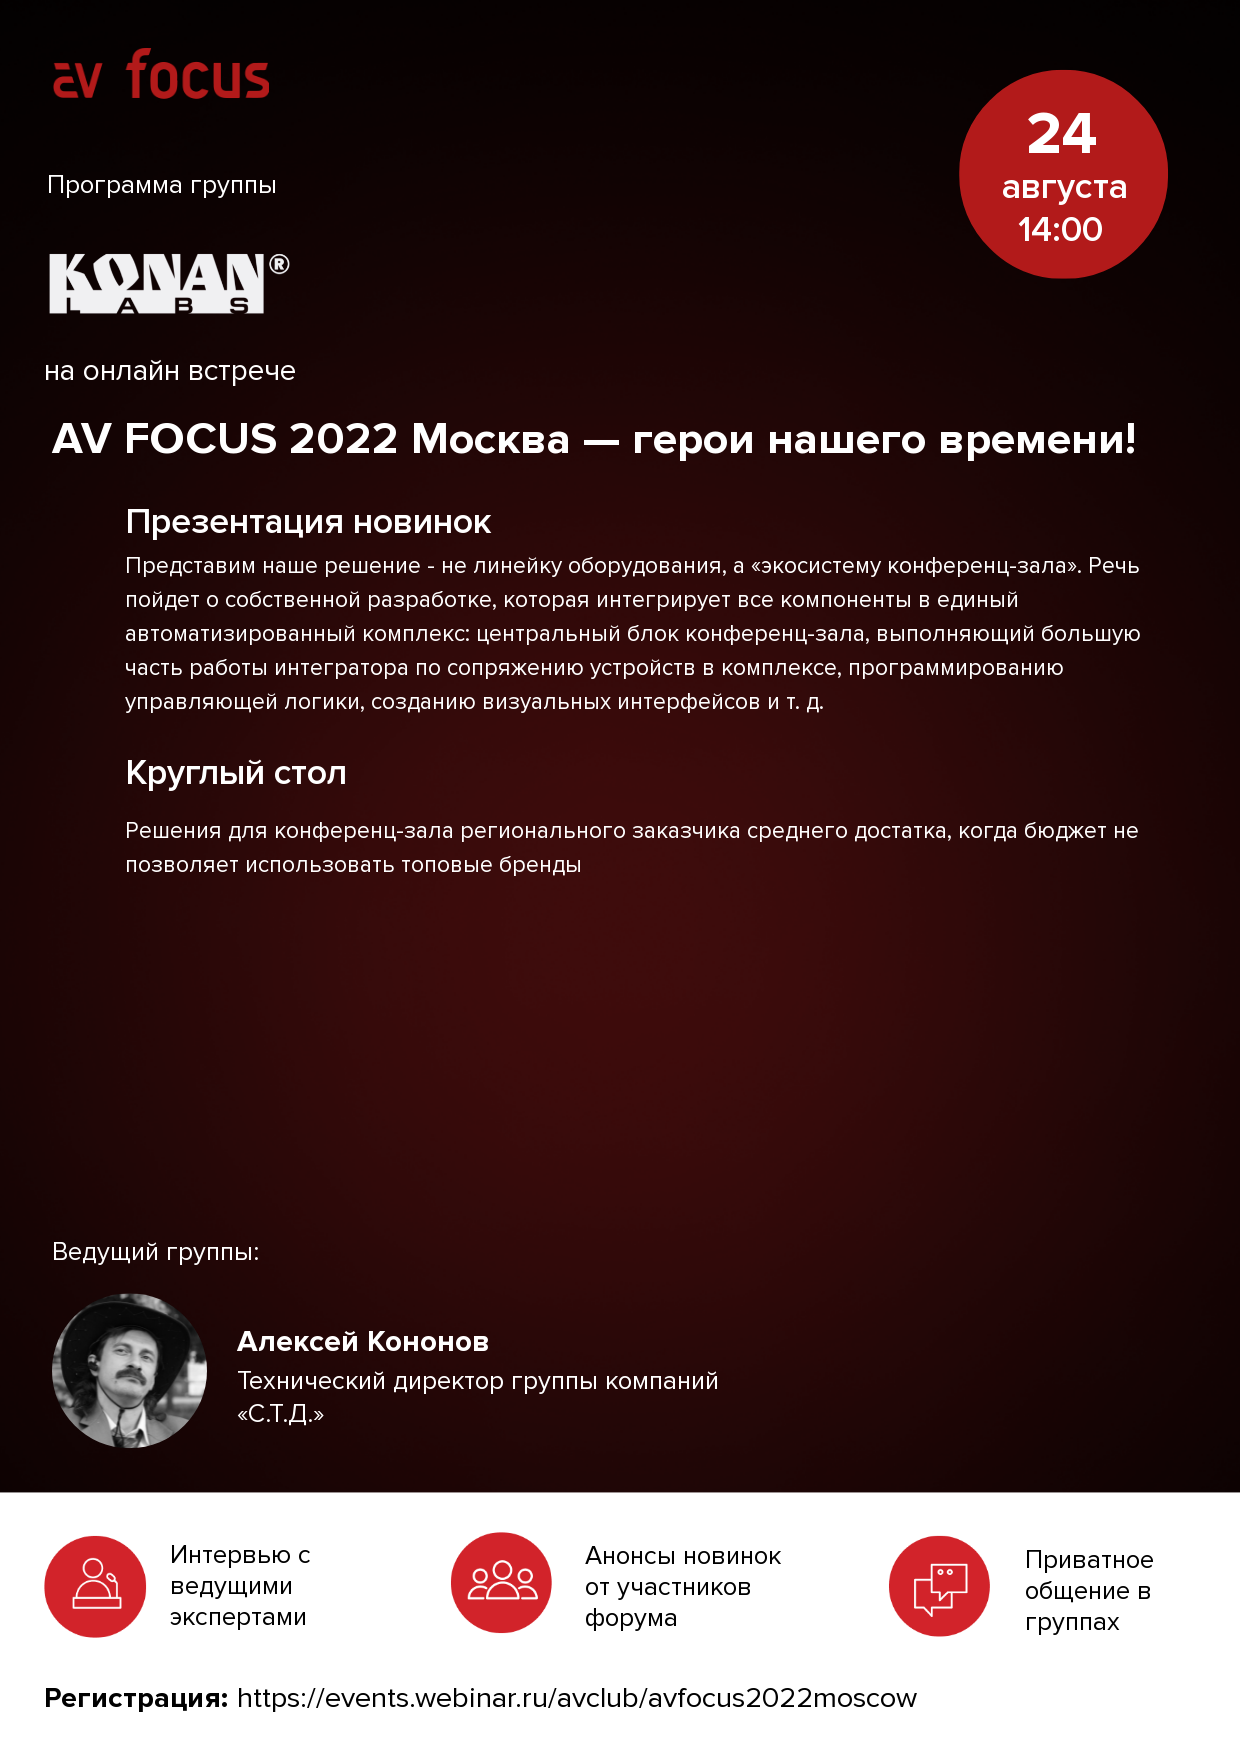 av focus
24
августа
14:00
Программа группы
KONAN®
LABS
на онлайн встрече
AV FOCUS 2022 Москва — герои нашего времени!
Презентация новинок
Представим наше решение - не линейку оборудования, а «экосистему конференц-зала». Речь
пойдет о собственной разработке, которая интегрирует все компоненты в единый
автоматизированный комплекс: центральный блок конференц-зала, выполняющий большую
часть работы интегратора по сопряжению устройств в комплексе, программированию
управляющей логики, созданию визуальных интерфейсов и т. д.
Круглый стол
Решения для конференц-зала регионального заказчика среднего достатка, когда бюджет не
позволяет использовать топовые бренды
Ведущий группы:
Алексей Кононов
Технический директор группы компаний
«С.Т.Д.»
Интервью с
ведущими
экспертами
Анонсы новинок
от участников
форума
Приватное
общение в
группах
Регистрация: https://events.webinar.ru/avclub/avfocus2022moscow